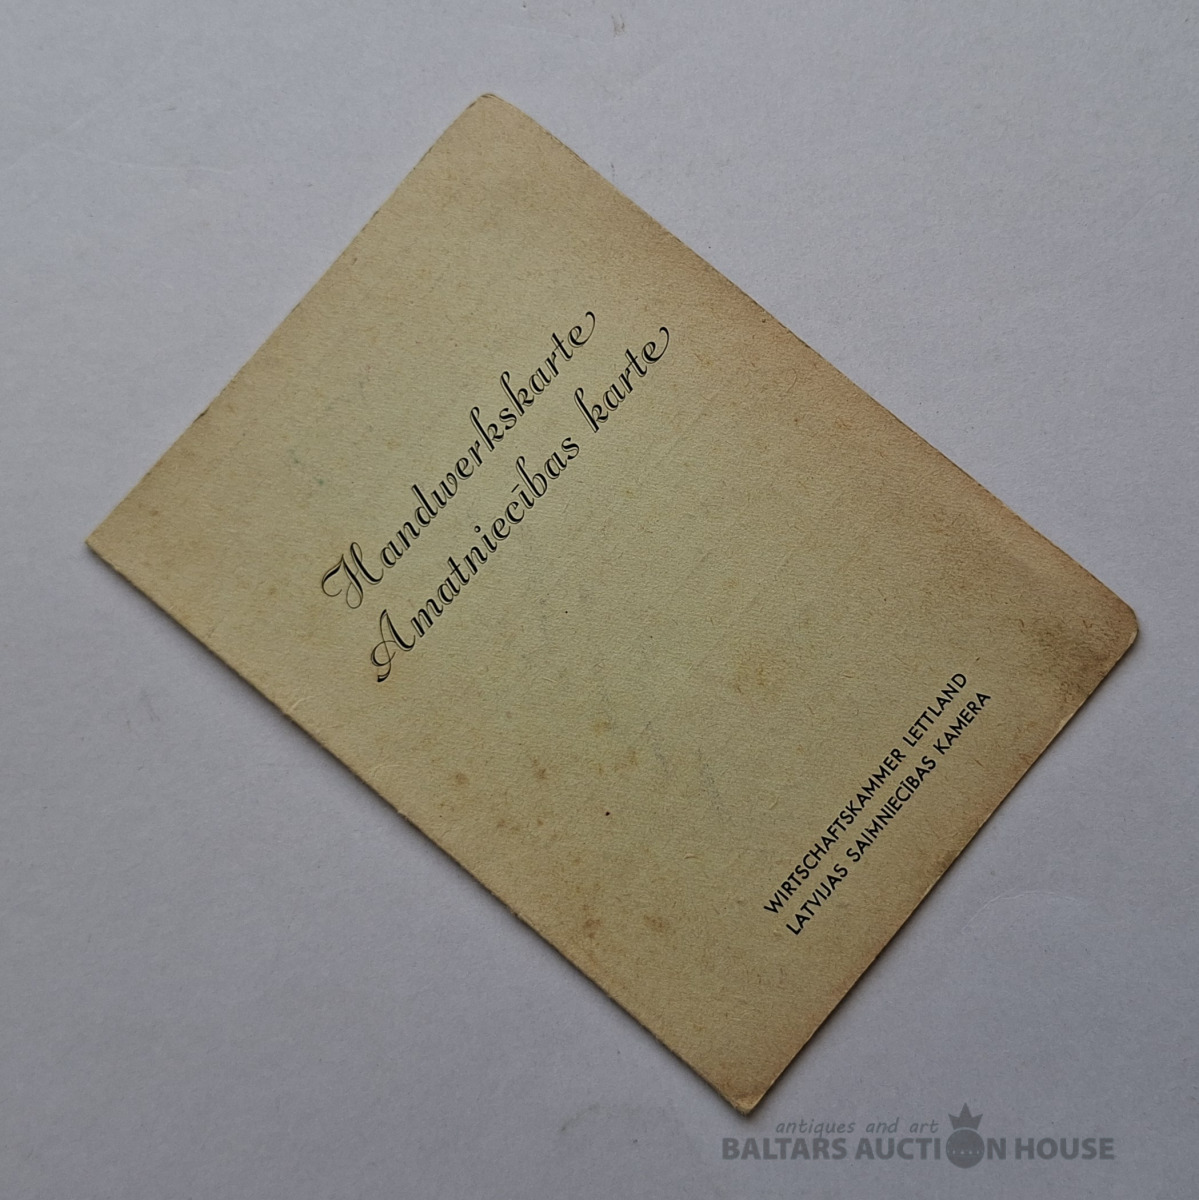 Handwerkskarte
Amatniecības karte
WIRTSCHAFTSKAMMER LETTLAND
LATVIJAS SAIMNIECĪBAS KAMERA
antiques and art
BALTARS AUCTION HOUSE